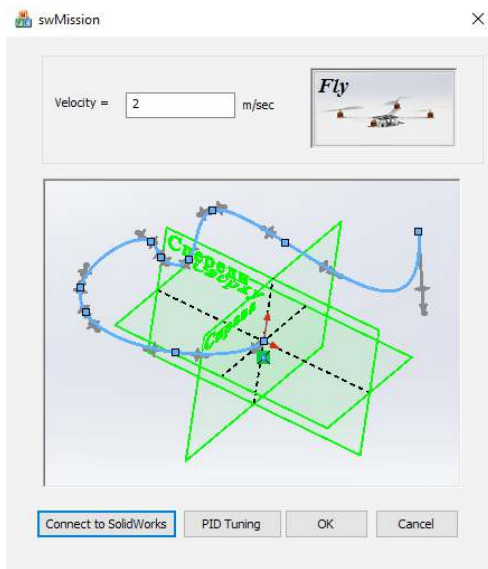 swMission
Velocity =
2
m/sec
Fly
Спереди
Сверху
Справа
Connect to SolidWorks
PID Tuning
OK
Cancel